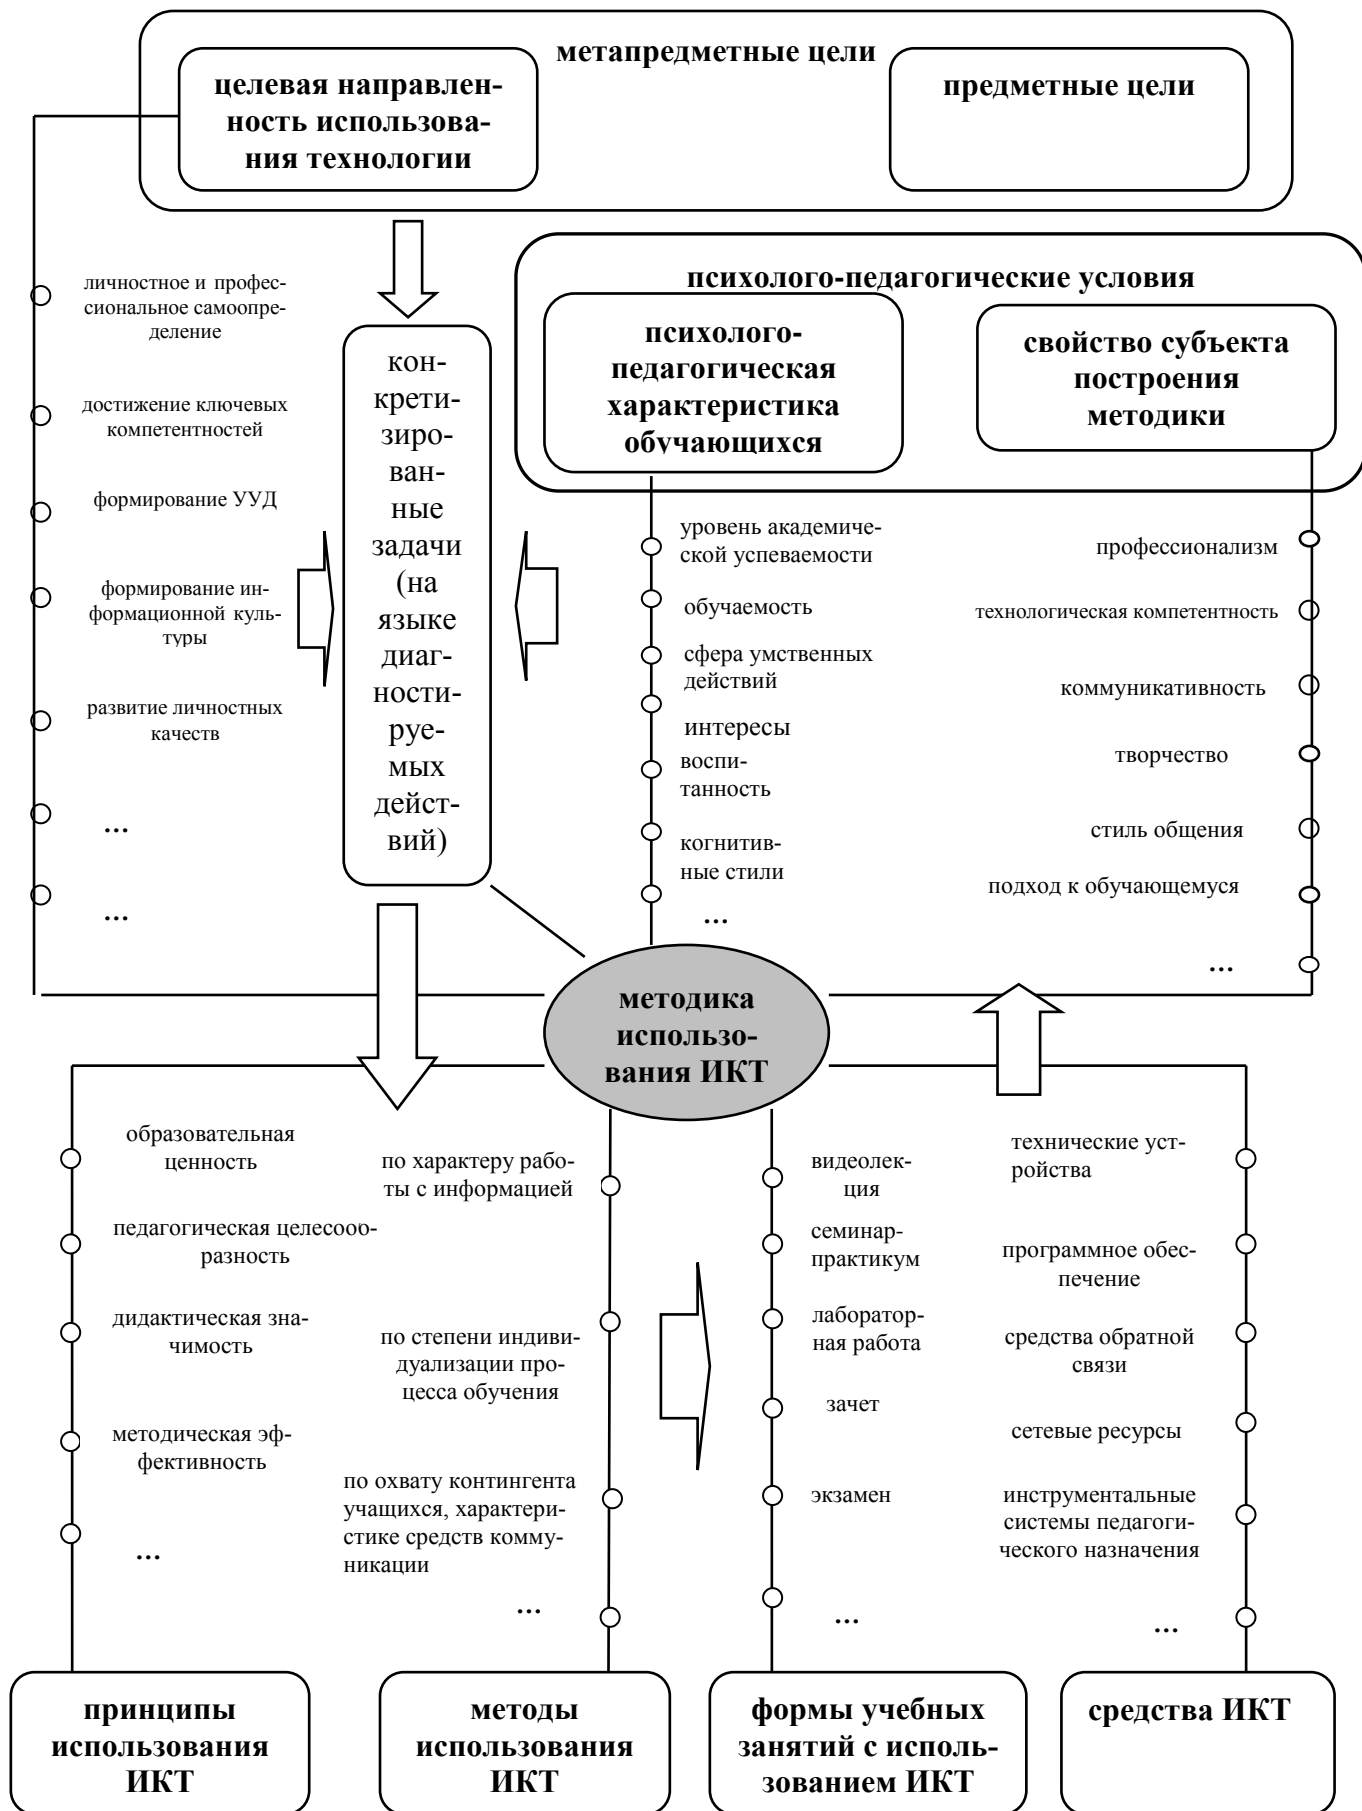 метапредметные цели
целевая направлен-
ность использова-
ния технологии
предметные цели
психолого-педагогические условия
психолого-
педагогическая
характеристика
обучающихся
свойство субъекта
построения
методики
личностное и профес-
сиональное самоопре-
деление
достижение ключевых
компетентностей
формирование УУД
формирование ин-
формационной куль-
туры
развитие личностных
качеств
...
...
кон-
крети-
зиро-
ван-
ные
задачи
(на
языке
диаг-
ности-
руе-
мых
дейст-
вий)
уровень академиче-
ской успеваемости
обучаемость
сфера умственных
действий
интересы
воспи-
танность
когнитив-
ные стили
...
профессионализм
технологическая компетентность
коммуникативность
творчество
стиль общения
подход к обучающемуся
...
методика
использо-
вания ИКТ
образовательная
ценность
педагогическая целесооб-
разность
дидактическая зна-
чимость
методическая эф-
фективность
...
по характеру рабо-
ты с информацией
по степени индиви-
дуализации про-
цесса обучения
по охвату контингента
учащихся, характери-
стике средств комму-
никации
...
видеолек-
ция
семинар-
практикум
лаборатор-
ная работа
зачет
экзамен
...
технические уст-
ройства
программное обес-
печение
средства обратной
связи
сетевые ресурсы
инструментальные
системы педагоги-
ческого назначения
...
принципы
использования
ИКТ
методы
использования
ИКТ
формы учебных
занятий с исполь-
зованием ИКТ
средства ИКТ